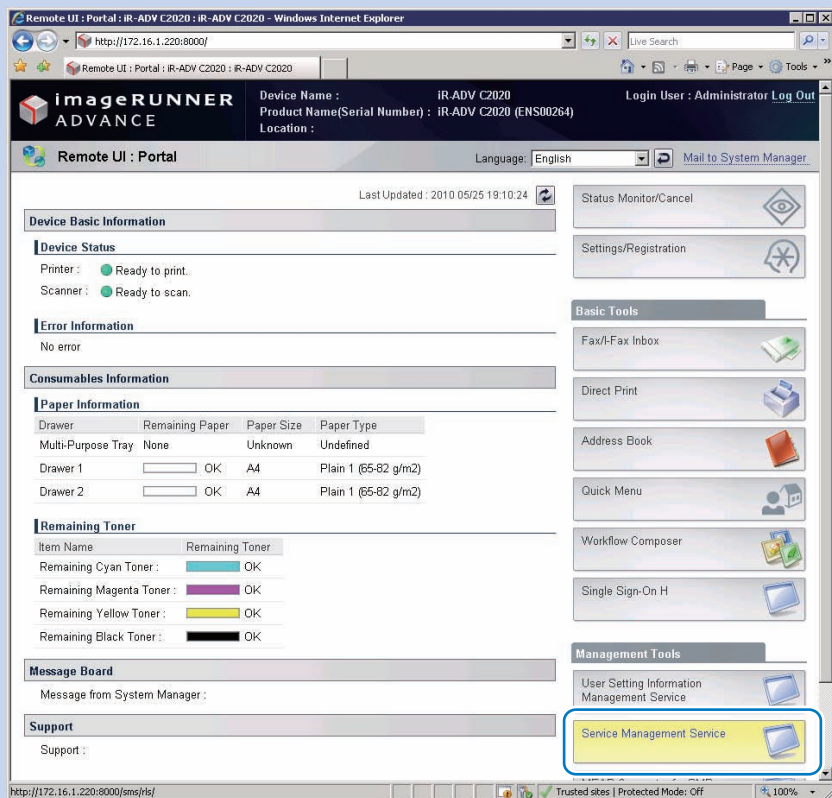 Remote UI : Portal : iR-ADV C2020 : iR-ADV C2020 - Windows Internet Explorer
http://172.16.1.220:8000/
Live Search
Remote UI : Portal : iR-ADV C2020 : iR-ADV C2020
Page
Tools
imageRUNNER
ADVANCE
Device Name : iR-ADV C2020
Product Name(Serial Number) : iR-ADV C2020 (ENS00264)
Location :
Login User : Administrator Log Out
Remote UI : Portal
Language: English
Mail to System Manager
Last Updated : 2010 05/25 19:10:24
Device Basic Information
Device Status
Printer : Ready to print.
Scanner : Ready to scan.
Error Information
No error
Consumables Information
Paper Information
Drawer Remaining Paper Paper Size Paper Type
Multi-Purpose Tray None Unknown Undefined
Drawer 1 OK A4 Plain 1 (65-82 g/m2)
Drawer 2 OK A4 Plain 1 (65-82 g/m2)
Remaining Toner
Item Name Remaining Toner
Remaining Cyan Toner : OK
Remaining Magenta Toner : OK
Remaining Yellow Toner : OK
Remaining Black Toner : OK
Message Board
Message from System Manager :
Support
Support :
Status Monitor/Cancel
Settings/Registration
Basic Tools
Fax/I-Fax Inbox
Direct Print
Address Book
Quick Menu
Workflow Composer
Single Sign-On H
Management Tools
User Setting Information
Management Service
Service Management Service
http://172.16.1.220:8000/sms/rls/
Trusted sites | Protected Mode: Off
100%